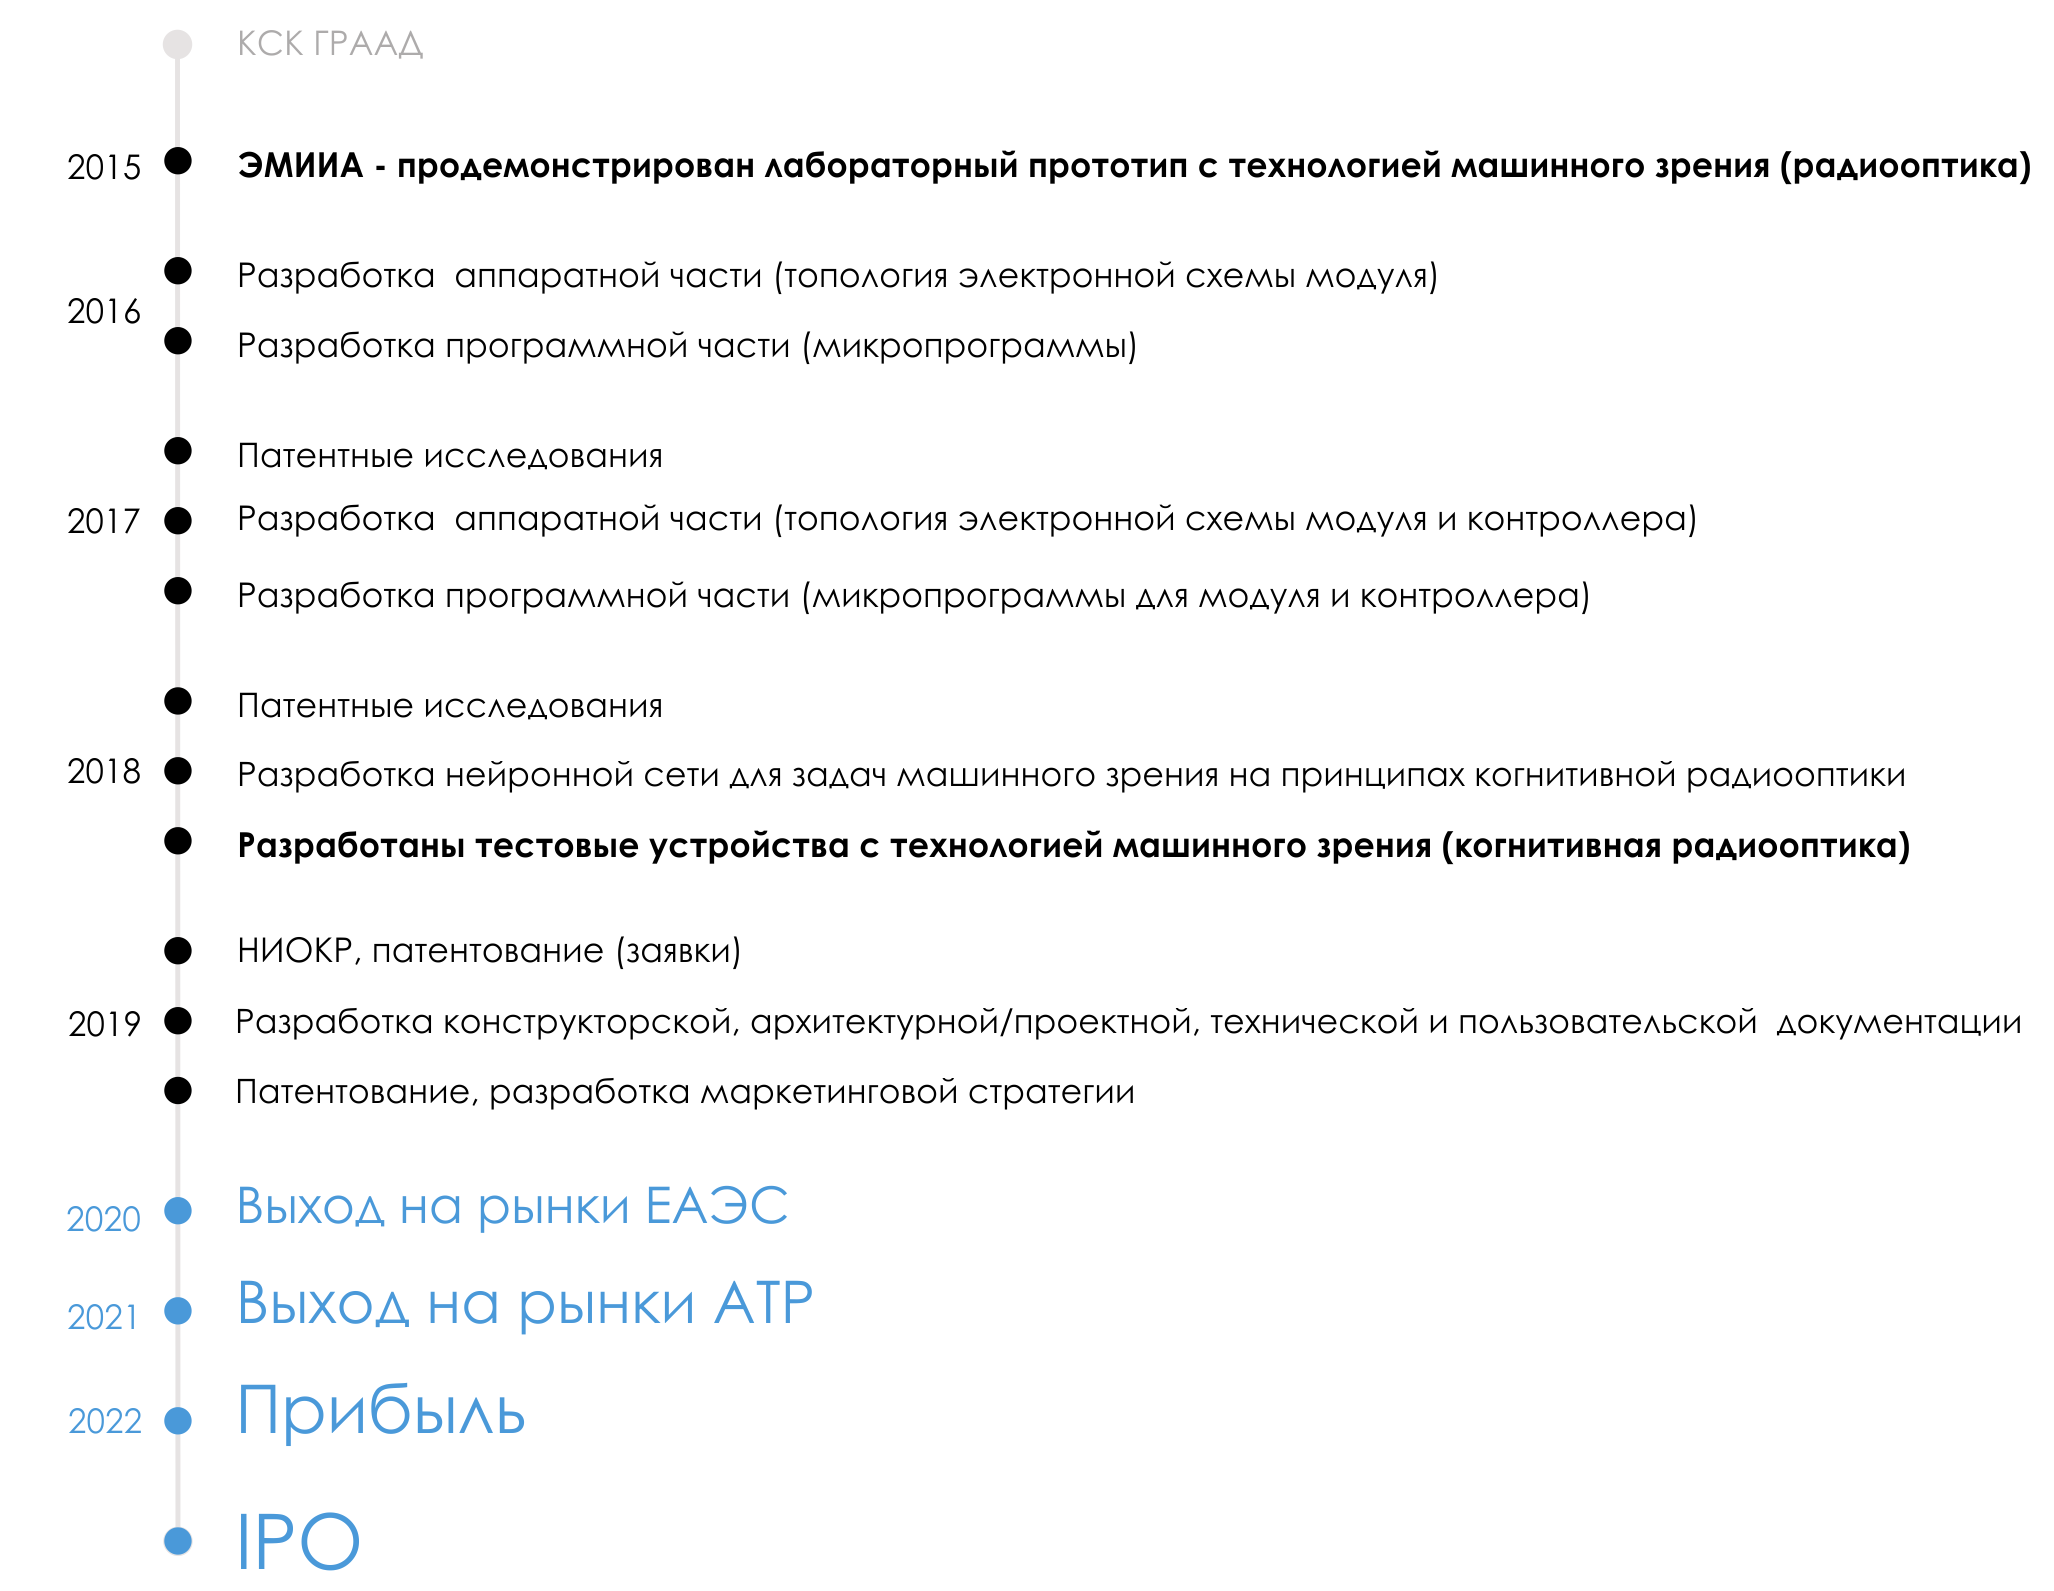 КСК ГРААД
2015 ЭМИИА - продемонстрирован лабораторный прототип с технологией машинного зрения (радиооптика)
Разработка аппаратной части (топология электронной схемы модуля)
2016
Разработка программной части (микропрограммы)
Патентные исследования
2017 Разработка аппаратной части (топология электронной схемы модуля и контроллера)
Разработка программной части (микропрограммы для модуля и контроллера)
Патентные исследования
2018 Разработка нейронной сети для задач машинного зрения на принципах когнитивной радиооптики
Разработаны тестовые устройства с технологией машинного зрения (когнитивная радиооптика)
НИОКР, патентование (заявки)
2019 Разработка конструкторской, архитектурной/проектной, технической и пользовательской документации
Патентование, разработка маркетинговой стратегии
2020 Выход на рынки ЕАЭС
2021 Выход на рынки АТР
2022 Прибыль
IPO